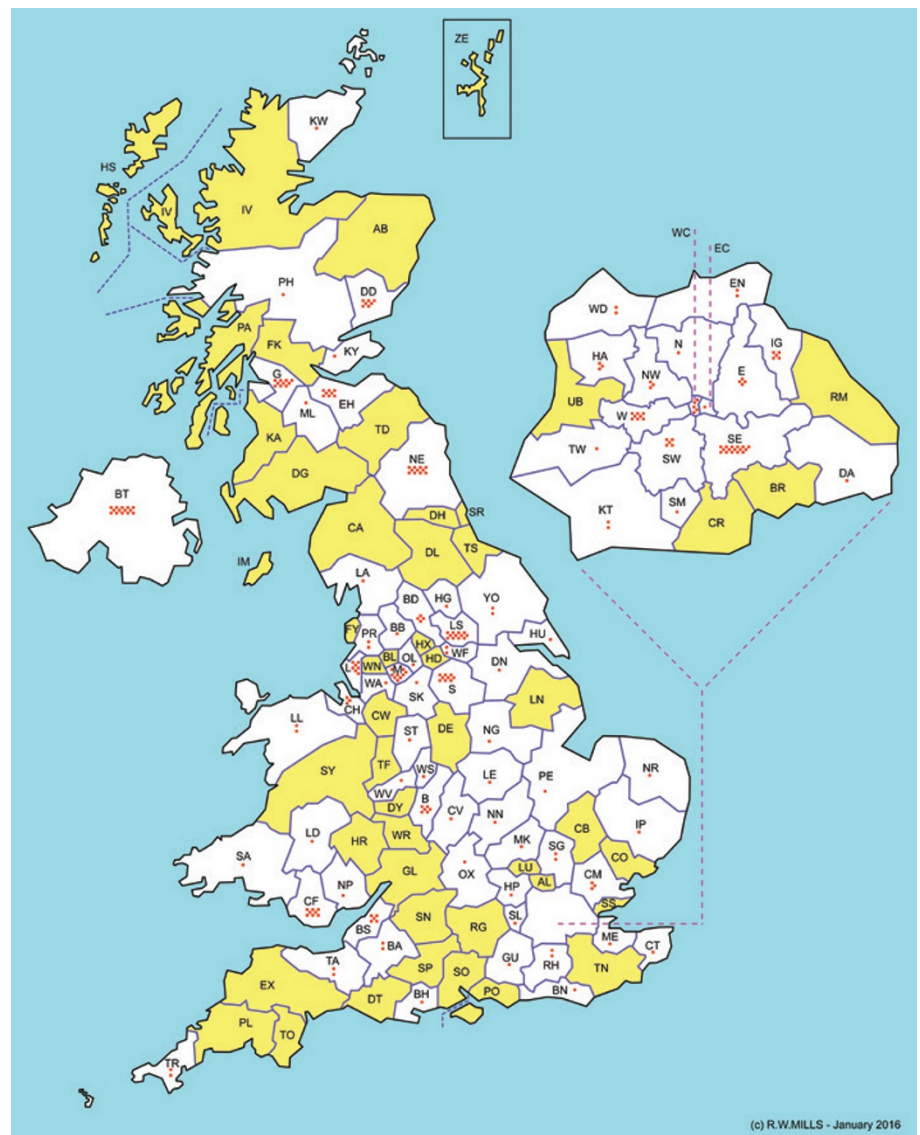 ZE
KW
HS
IV
IV
AB
PH
DD
PA
FK
KY
G
EH
ML
KA
TD
DG
NE
BT
CA
DH
SR
DL
TS
IM
LA
BD
HG
YO
FY
PR
BB
LS
HU
HX
BL
OL
HD
WF
L
WN
M
DN
WA
SK
S
CH
LN
CW
LL
ST
DE
NG
SY
TF
WS
LE
PE
NR
WV
DY
B
CV
NN
CB
IP
LD
HR
WR
MK
SG
CO
SA
GL
OX
LU
AL
CM
NP
HP
CF
SS
SN
RG
SL
BS
BA
ME
CT
TA
GU
RH
TN
SP
SO
EX
DT
BH
PO
BN
PL
TO
TR
WC
EC
EN
WD
N
IG
HA
NW
E
UB
RM
W
SE
TW
SW
DA
BR
SM
KT
CR
(c) R.W.MILLS - January 2016